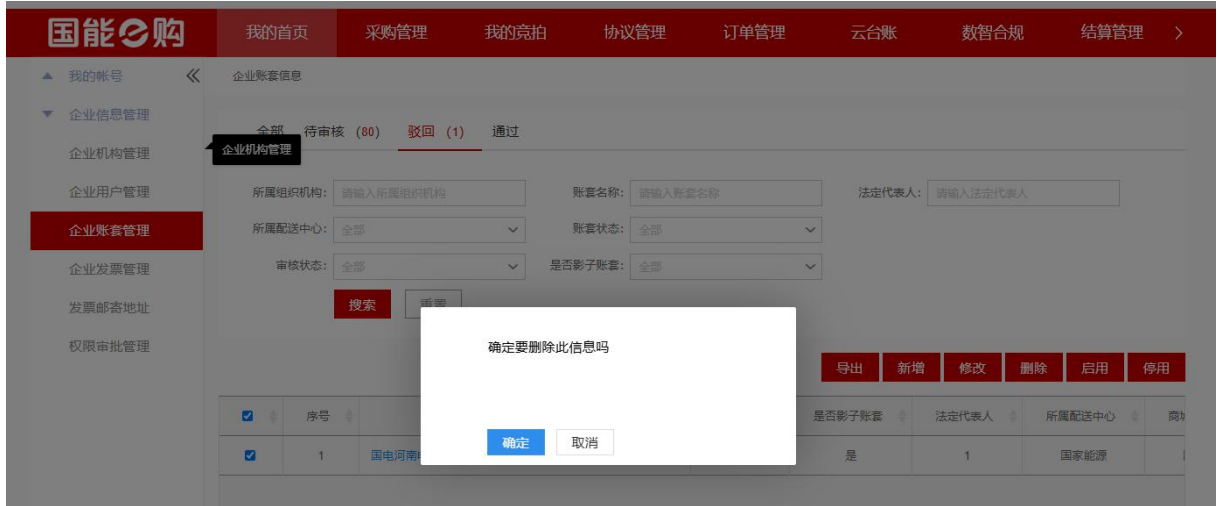 国能e购 我的首页 采购管理 我的竞拍 协议管理 订单管理 云台账 数智合规 结算管理
我的帐号 企业账套信息
企业信息管理
全部 待审核 (80) 驳回 (1) 通过
企业机构管理 企业机构管理
企业用户管理 所属组织机构: 请输入所属组织机构 账套名称: 请输入账套名称 法定代表人: 请输入法定代表人
企业账套管理 所属配送中心: 全部 账套状态: 全部
企业发票管理 审核状态: 全部 是否影子账套: 全部
发票邮寄地址 搜索 重置
权限审批管理 确定要删除此信息吗
导出 新增 修改 删除 启用 停用
序号 是否影子账套 法定代表人 所属配送中心
确定 取消
1 国电河南 是 1 国家能源